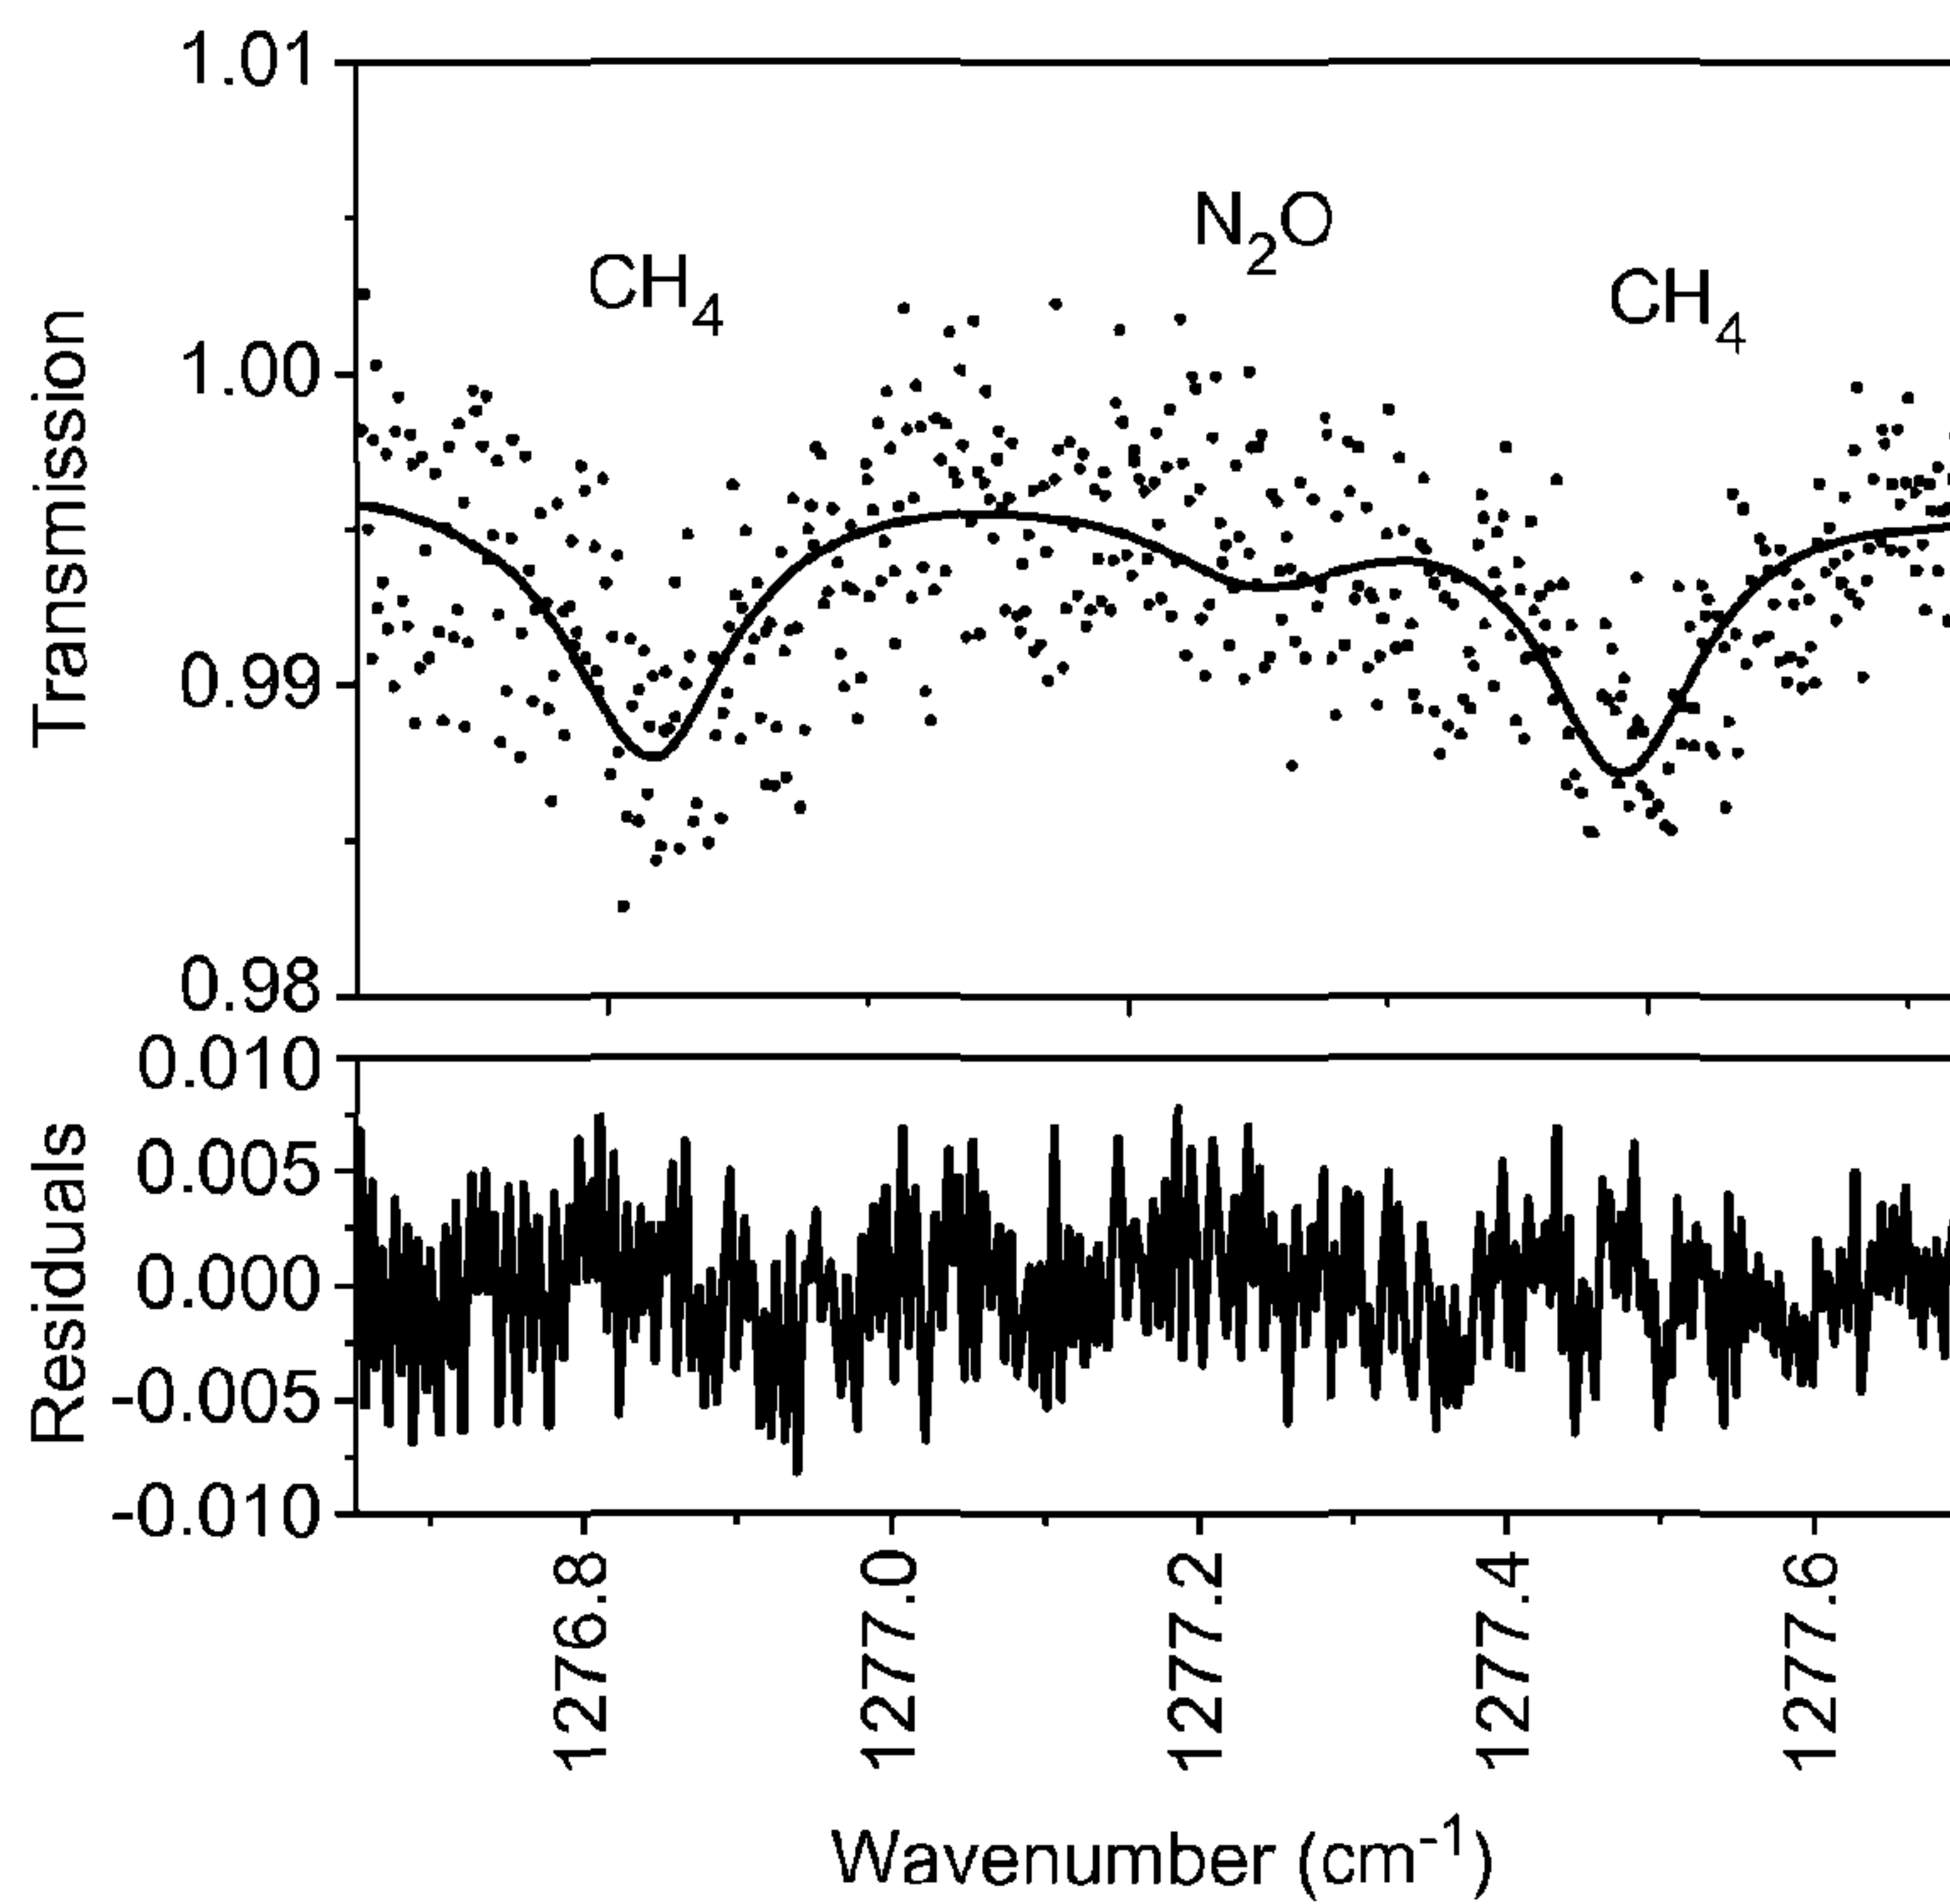 1.01
1.00
0.99
0.98
Transmission
CH4
N2O
CH4
0.010
0.005
0.000
-0.005
-0.010
Residuals
1276.8
1277.0
1277.2
1277.4
1277.6
Wavenumber (cm-1)